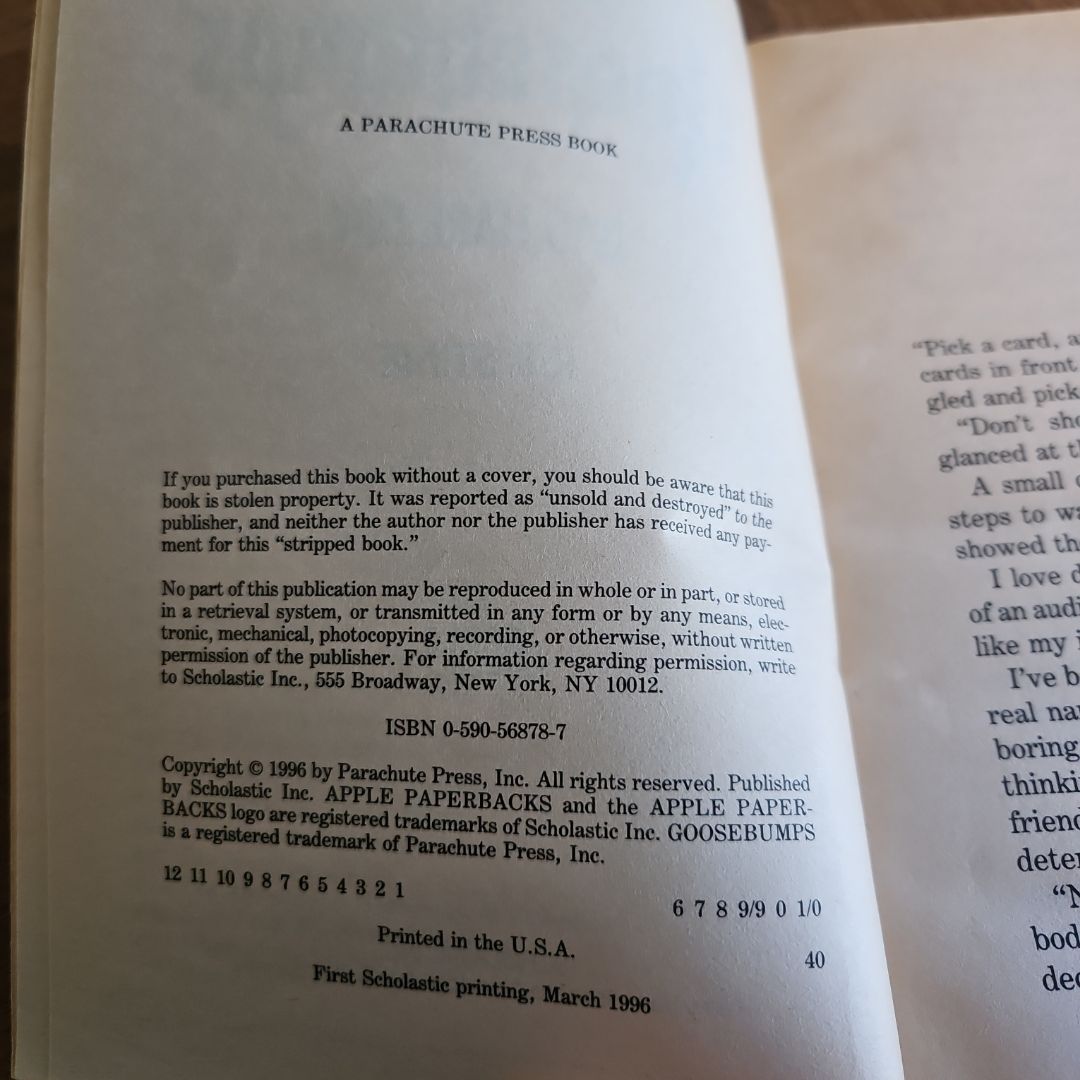 A PARACHUTE PRESS BOOK
If you purchased this book without a cover, you should be aware that this
book is stolen property. It was reported as “unsold and destroyed” to the
publisher, and neither the author nor the publisher has received any pay-
ment for this “stripped book.”
No part of this publication may be reproduced in whole or in part, or stored
in a retrieval system, or transmitted in any form or by any means, elec-
tronic, mechanical, photocopying, recording, or otherwise, without written
permission of the publisher. For information regarding permission, write
to Scholastic Inc., 555 Broadway, New York, NY 10012.
ISBN 0-590-56878-7
Copyright © 1996 by Parachute Press, Inc. All rights reserved. Published
by Scholastic Inc. APPLE PAPERBACKS and the APPLE PAPER-
BACKS logo are registered trademarks of Scholastic Inc. GOOSEBUMPS
is a registered trademark of Parachute Press, Inc.
12 11 10 9 8 7 6 5 4 3 2 1
6 7 8 9/9 0 1/0
Printed in the U.S.A.
40
First Scholastic printing, March 1996
“Pick a card, a
cards in front
gled and pick
“Don't sho
glanced at t
A small
steps to wa
showed th
I love d
of an audi
like my
I've b
real na
boring
thinki
friend
deter
“N
bod
dec